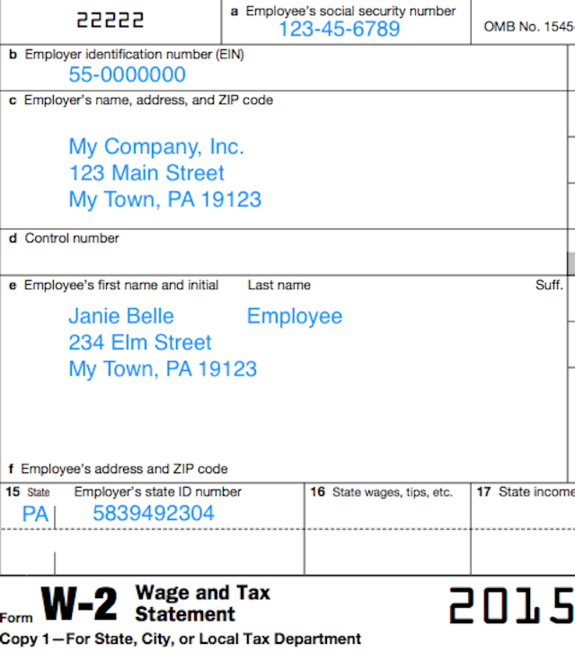 22222
a Employee's social security number
123-45-6789
OMB No. 1545-
b Employer identification number (EIN)
55-0000000
c Employer's name, address, and ZIP code
My Company, Inc.
123 Main Street
My Town, PA 19123
d Control number
e Employee's first name and initial Last name Suff.
Janie Belle Employee
234 Elm Street
My Town, PA 19123
f Employee's address and ZIP code
15 State Employer's state ID number 16 State wages, tips, etc. 17 State income
PA 5839492304
Form W-2 Wage and Tax
Statement
2015
Copy 1—For State, City, or Local Tax Department